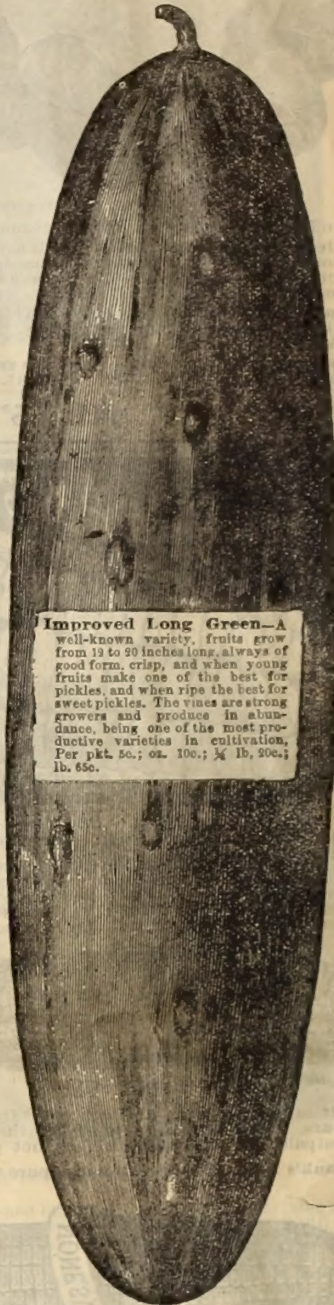 Improved Long Green—A
well-known variety, fruits grow
from 12 to 20 inches long, always of
good form, crisp, and when young
fruits make one of the best for
pickles, and when ripe the best for
sweet pickles. The vines are strong
growers and produce in abun-
dance, being one of the most pro-
ductive varieties in cultivation,
Per pkt. 5c.; oz. 10c.; ¼ lb, 20c.;
lb. 65c.